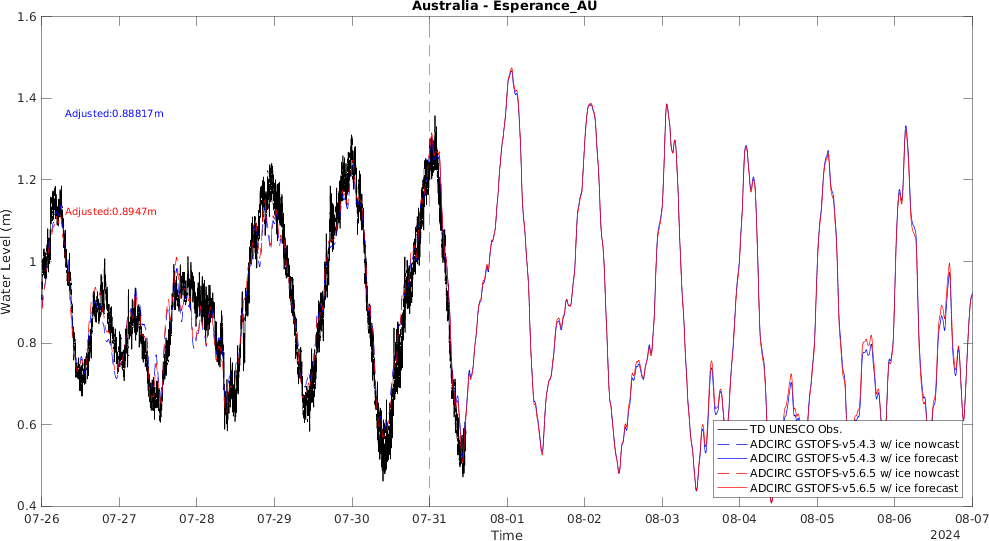 Australia - Esperance_AU
Water Level (m)
1.6
1.4
1.2
1
0.8
0.6
0.4
Adjusted:0.88817m
Adjusted:0.8947m
TD UNESCO Obs.
ADCIRC GSTOFS-v5.4.3 w/ ice nowcast
ADCIRC GSTOFS-v5.4.3 w/ ice forecast
ADCIRC GSTOFS-v5.6.5 w/ ice nowcast
ADCIRC GSTOFS-v5.6.5 w/ ice forecast
07-26 07-27 07-28 07-29 07-30 07-31 08-01 08-02 08-03 08-04 08-05 08-06 08-07
Time
2024